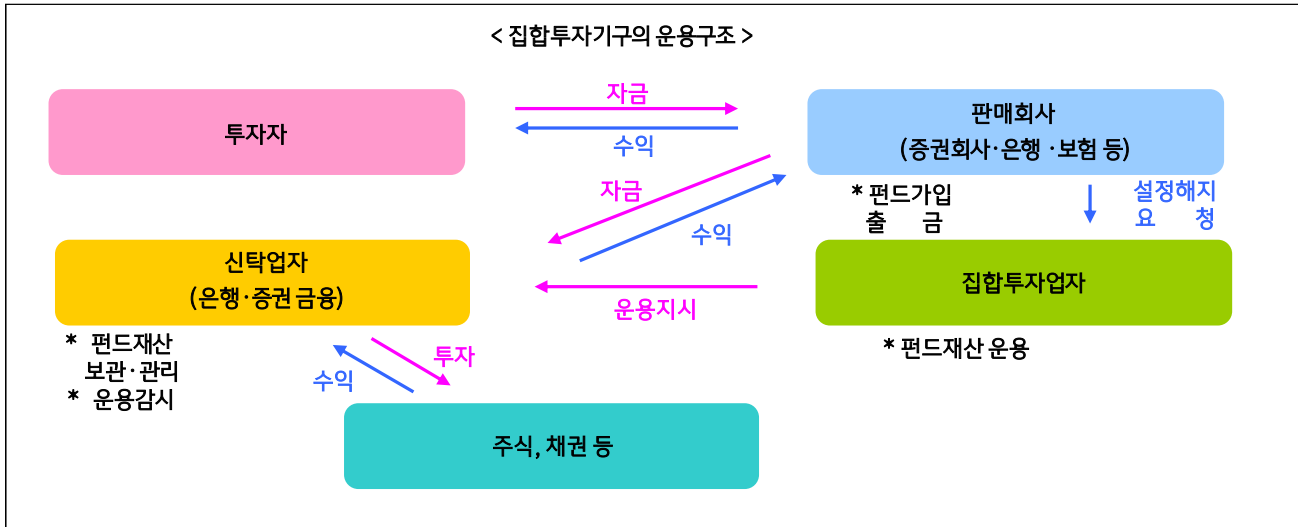 < 집합투자기구의 운용구조 >
투자자
자금
수익
판매회사
(증권회사·은행 ·보험 등)
자금
수익
* 펀드가입
출 금
설정해지
요 청
신탁업자
(은행·증권 금융)
운용지시
집합투자업자
* 펀드재산
보관·관리
* 운용감시
* 펀드재산 운용
수익
투자
주식, 채권 등